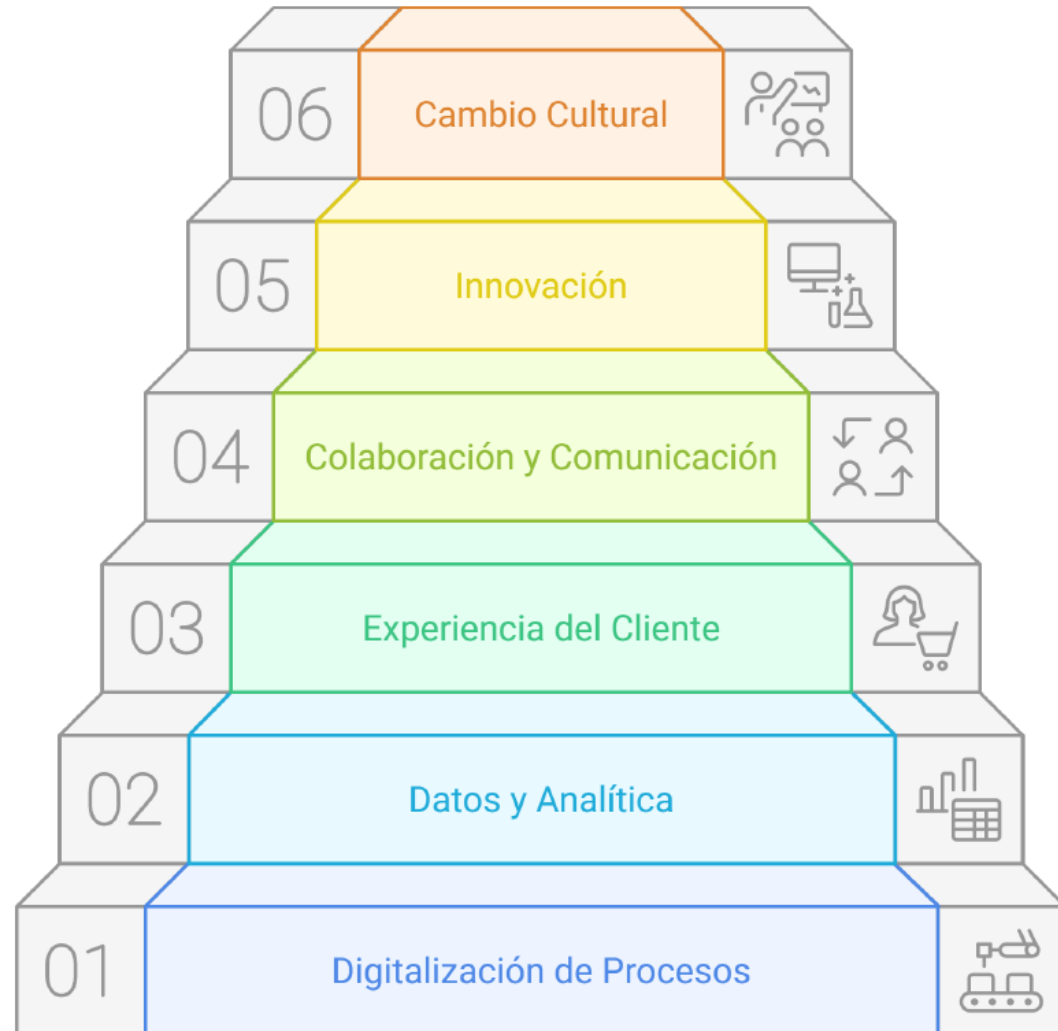 06
Cambio Cultural
05
Innovación
04
Colaboración y Comunicación
03
Experiencia del Cliente
02
Datos y Analítica
01
Digitalización de Procesos